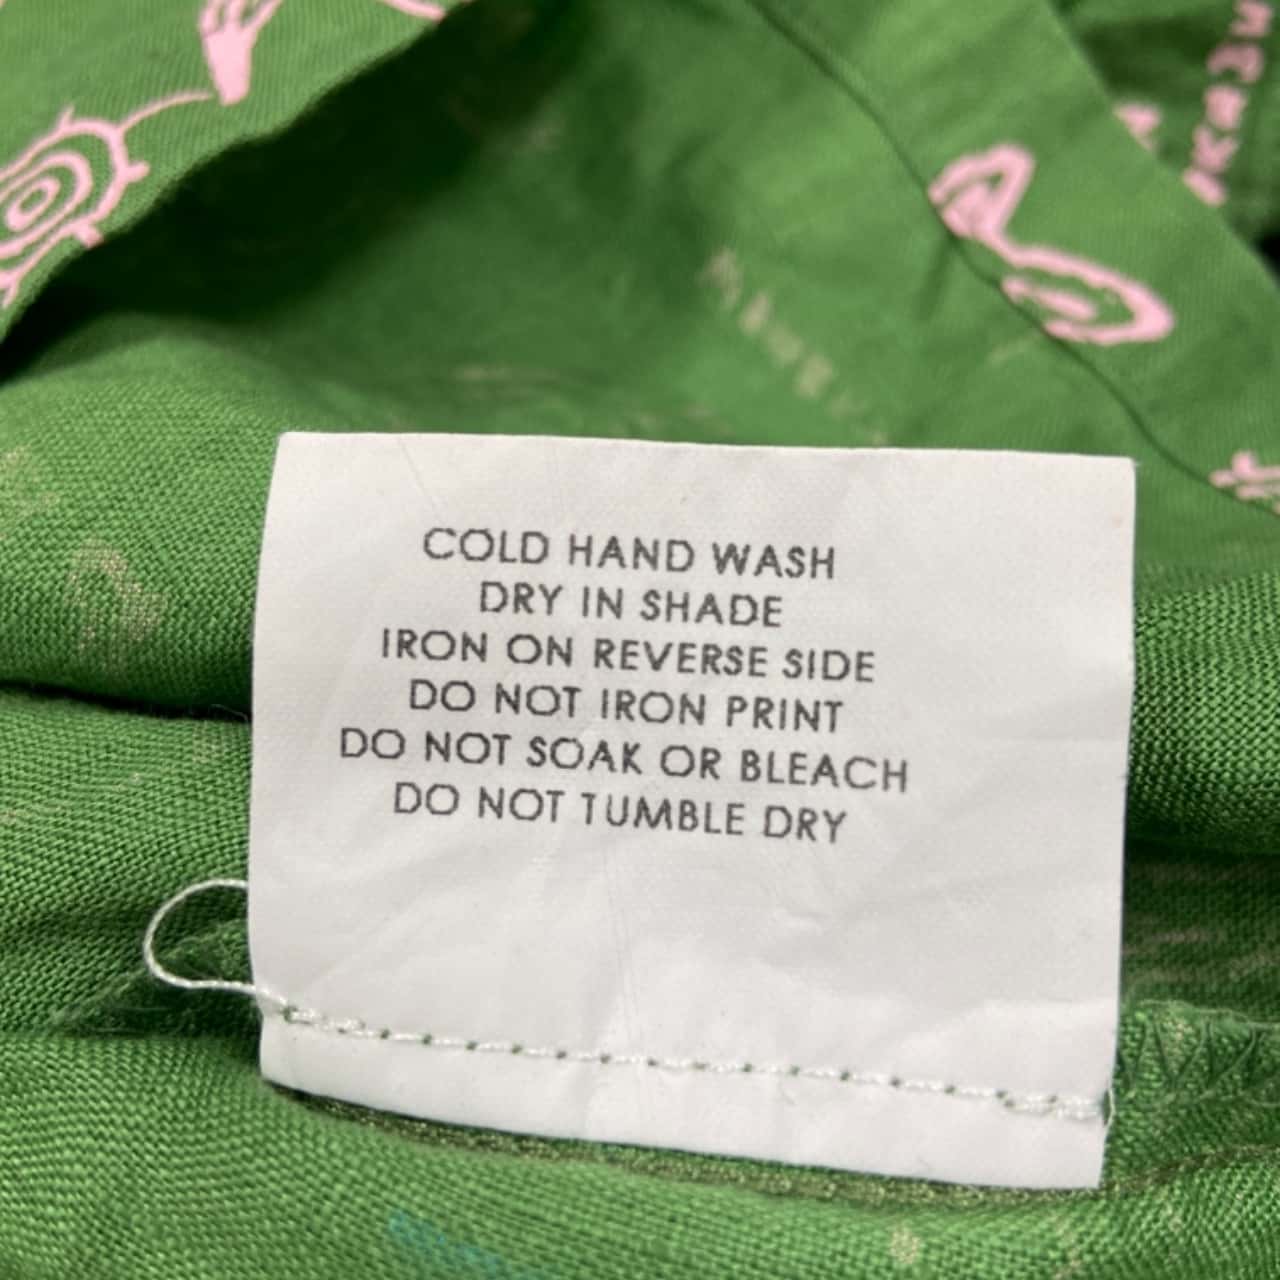 COLD HAND WASH
DRY IN SHADE
IRON ON REVERSE SIDE
DO NOT IRON PRINT
DO NOT SOAK OR BLEACH
DO NOT TUMBLE DRY